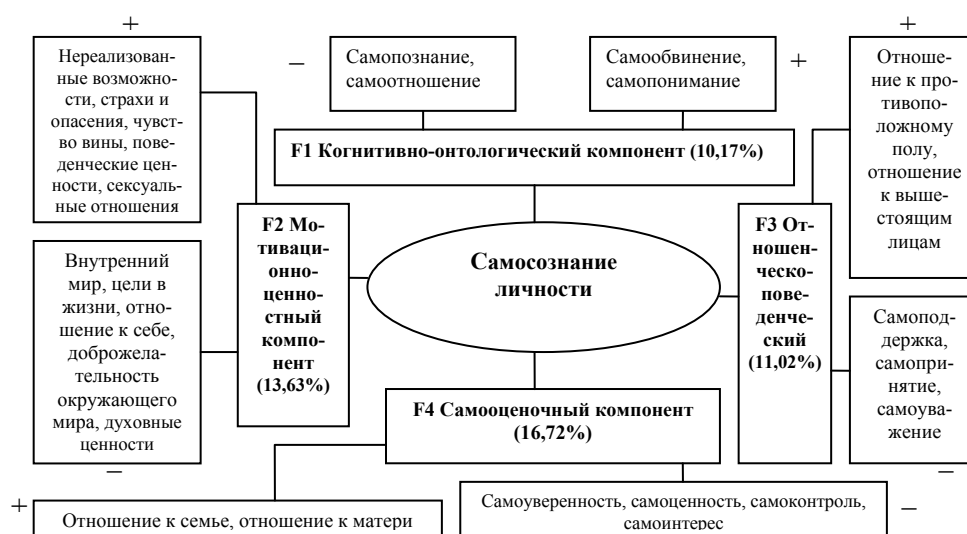 +
Нереализован-
ные возможно-
сти, страхи и
опасения, чувст-
во вины, пове-
денческие цен-
ности, сексуаль-
ные отношения
–
Самопознание,
самоотношение
Самообвинение,
самопонимание
+
+
Отноше-
ние к про-
тивопо-
ложному
полу,
отношение
к выше-
стоящим
лицам
F1 Когнитивно-онтологический компонент (10,17%)
F2 Мо-
тиваци-
онно-
ценно-
стный
компо-
нент
(13,63%)
Самосознание
личности
F3 От-
ношен-
ческо-
пове-
денче-
ский
(11,02%)
Внутренний
мир, цели в
жизни, отно-
шение к себе,
доброжела-
тельность
окружающего
мира, духовные
ценности
–
Самопод-
держка,
самопри-
нятие,
самоува-
жение
–
F4 Самооценочный компонент
(16,72%)
+
Отношение к семье, отношение к матери
Самоуверенность, самоценность, самоконтроль,
самоинтерес
–